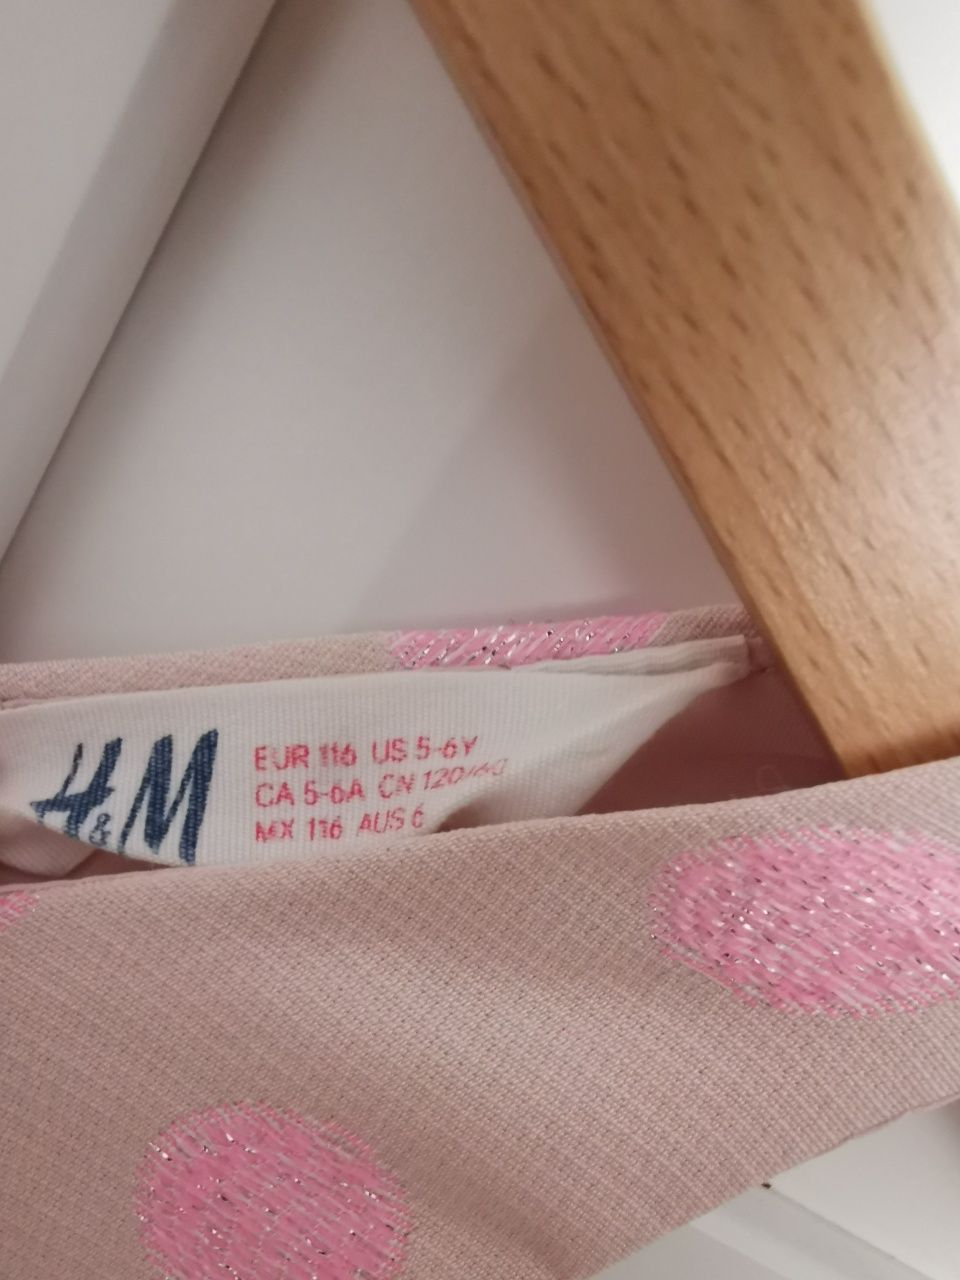 H&M
EUR 116 US 5-6Y
CA 5-6A CN 120/60
MX 116 AUS 6